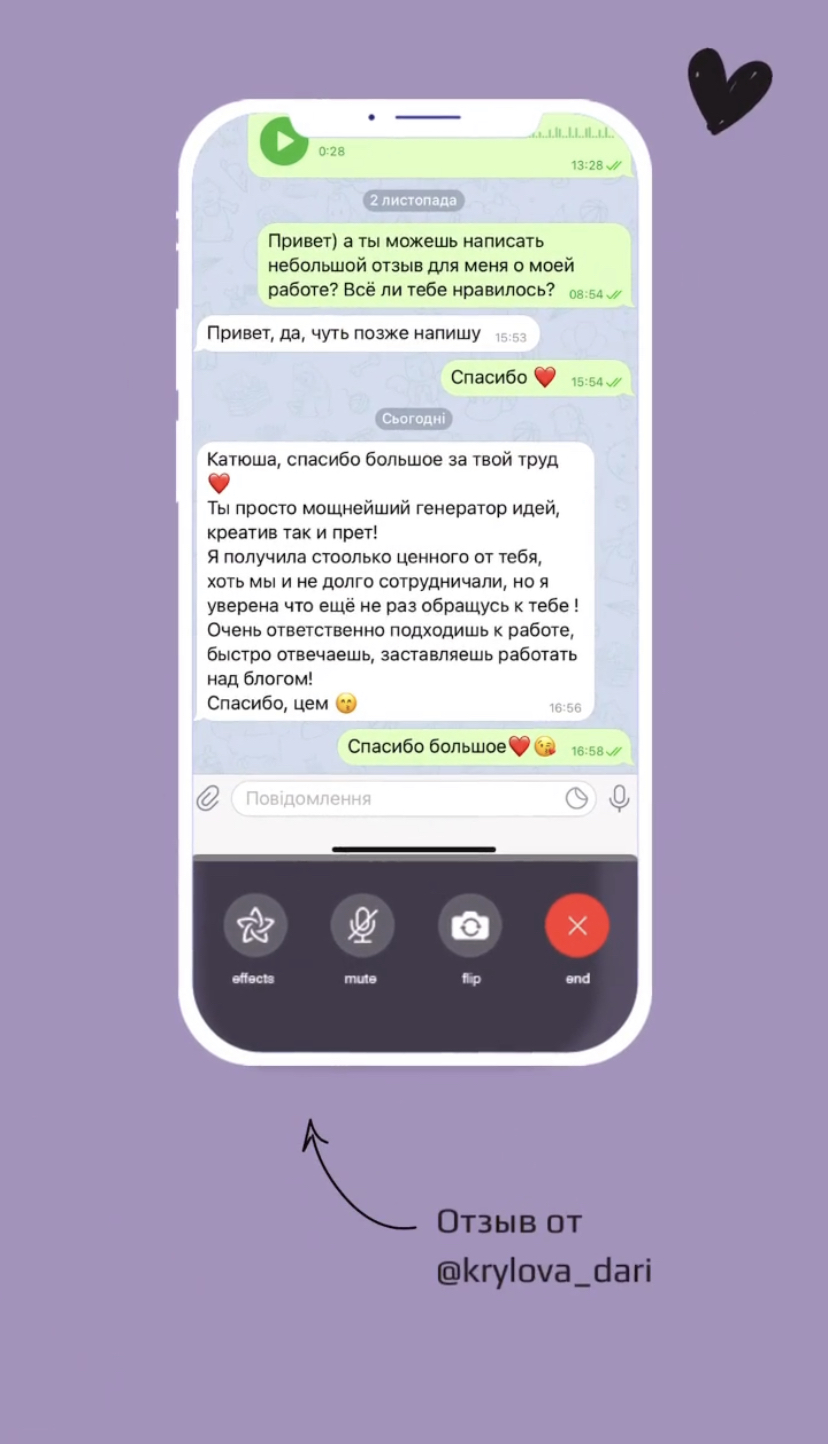 0:28
13:28
2 листопада
Привет) а ты можешь написать
небольшой отзыв для меня о моей
работе? Всё ли тебе нравилось? 08:54
Привет, да, чуть позже напишу 15:53
Спасибо ❤️ 15:54
Сьогодні
Катюша, спасибо большое за твой труд
❤️
Ты просто мощнейший генератор идей,
креатив так и прет!
Я получила стоолько ценного от тебя,
хоть мы и не долго сотрудничали, но я
уверена что ещё не раз обращусь к тебе !
Очень ответственно подходишь к работе,
быстро отвечаешь, заставляешь работать
над блогом!
Спасибо, цем 😙 16:56
Спасибо большое❤️😘 16:58
Повідомлення
effects mute flip end
Отзыв от
@krylova_dari